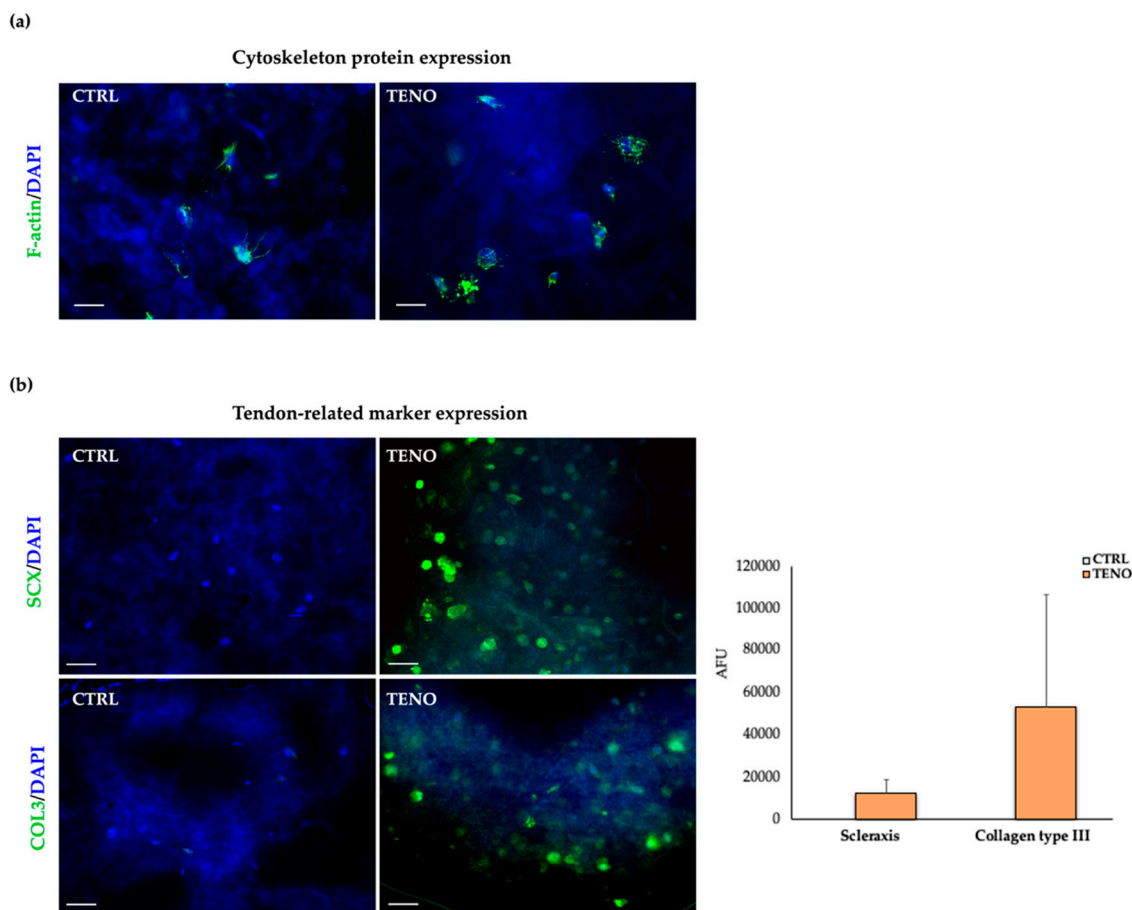 (a)
Cytoskeleton protein expression
F-actin/DAPI
CTRL
TENO
(b)
Tendon-related marker expression
SCX/DAPI
CTRL
TENO
COL3/DAPI
CTRL
TENO
CTRL
TENO
AFU
120000
100000
80000
60000
40000
20000
0
Scleraxis
Collagen type III